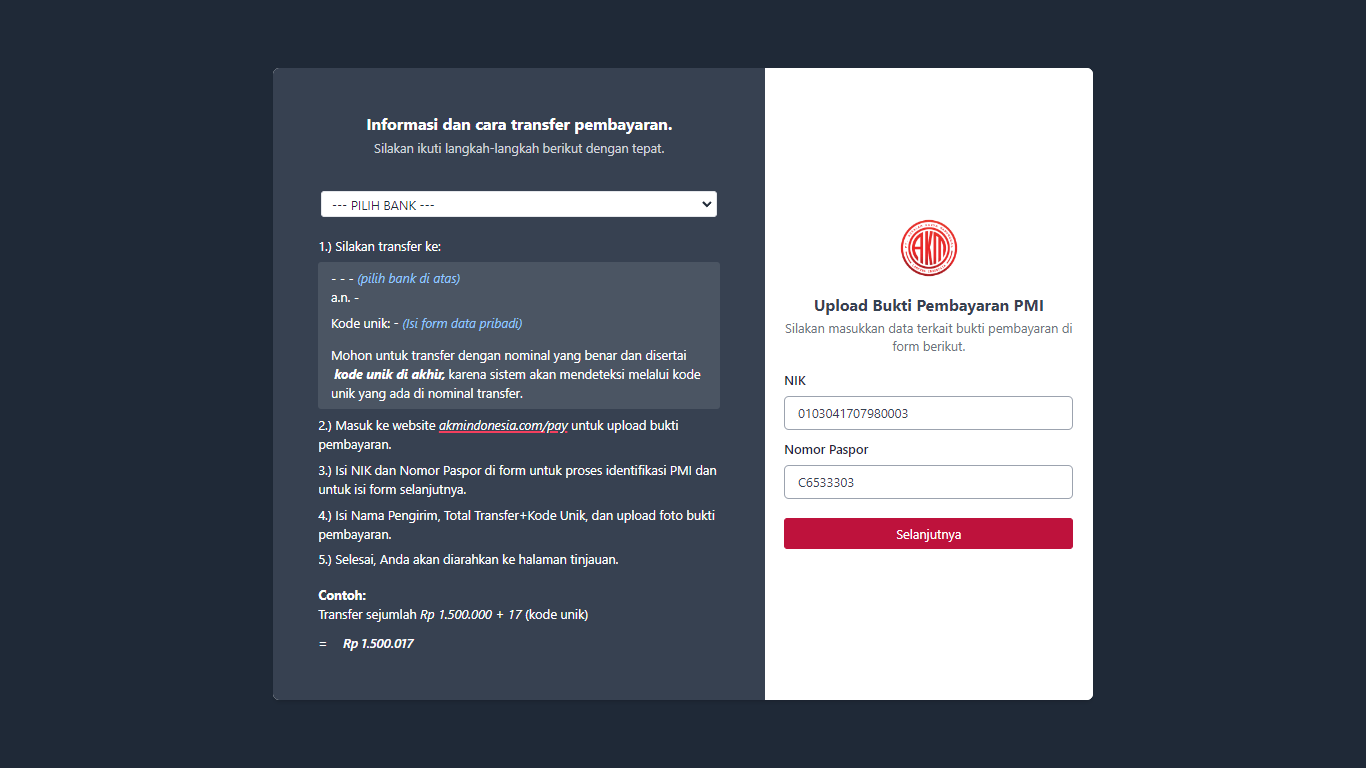 Informasi dan cara transfer pembayaran.
Silakan ikuti langkah-langkah berikut dengan tepat.
--- PILIH BANK ---
1.) Silakan transfer ke:
- - - (pilih bank di atas)
a.n. -
Kode unik: - (Isi form data pribadi)
Mohon untuk transfer dengan nominal yang benar dan disertai
kode unik di akhir, karena sistem akan mendeteksi melalui kode
unik yang ada di nominal transfer.
2.) Masuk ke website akmindonesia.com/pay untuk upload bukti
pembayaran.
3.) Isi NIK dan Nomor Paspor di form untuk proses identifikasi PMI dan
untuk isi form selanjutnya.
4.) Isi Nama Pengirim, Total Transfer+Kode Unik, dan upload foto bukti
pembayaran.
5.) Selesai, Anda akan diarahkan ke halaman tinjauan.
Contoh:
Transfer sejumlah Rp 1.500.000 + 17 (kode unik)
= Rp 1.500.017
AKM
Upload Bukti Pembayaran PMI
Silakan masukkan data terkait bukti pembayaran di
form berikut.
NIK
0103041707980003
Nomor Paspor
C6533303
Selanjutnya